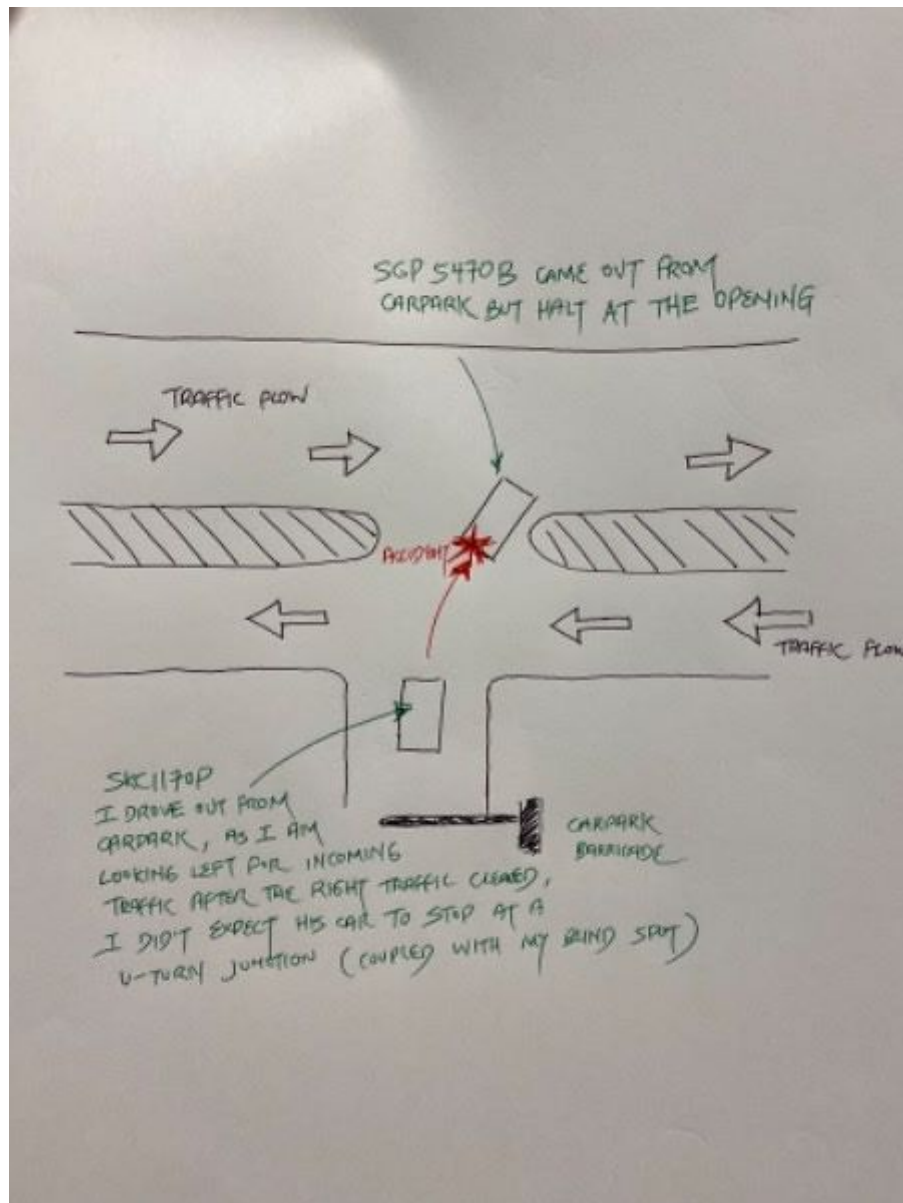 SGP 5470B CAME OUT FROM
CARPARK BUT HALT AT THE OPENING
TRAFFIC FLOW
ACCIDENT
TRAFFIC FLOW
SKC1170P
I DROVE OUT FROM
CARPARK, AS I AM
LOOKING LEFT FOR INCOMING
TRAFFIC AFTER THE RIGHT TRAFFIC CLEARED,
I DID'T EXPECT HIS CAR TO STOP AT A
U-TURN JUNCTION (COUPLED WITH MY BLIND SPOT)
CARPARK
BARRICADE